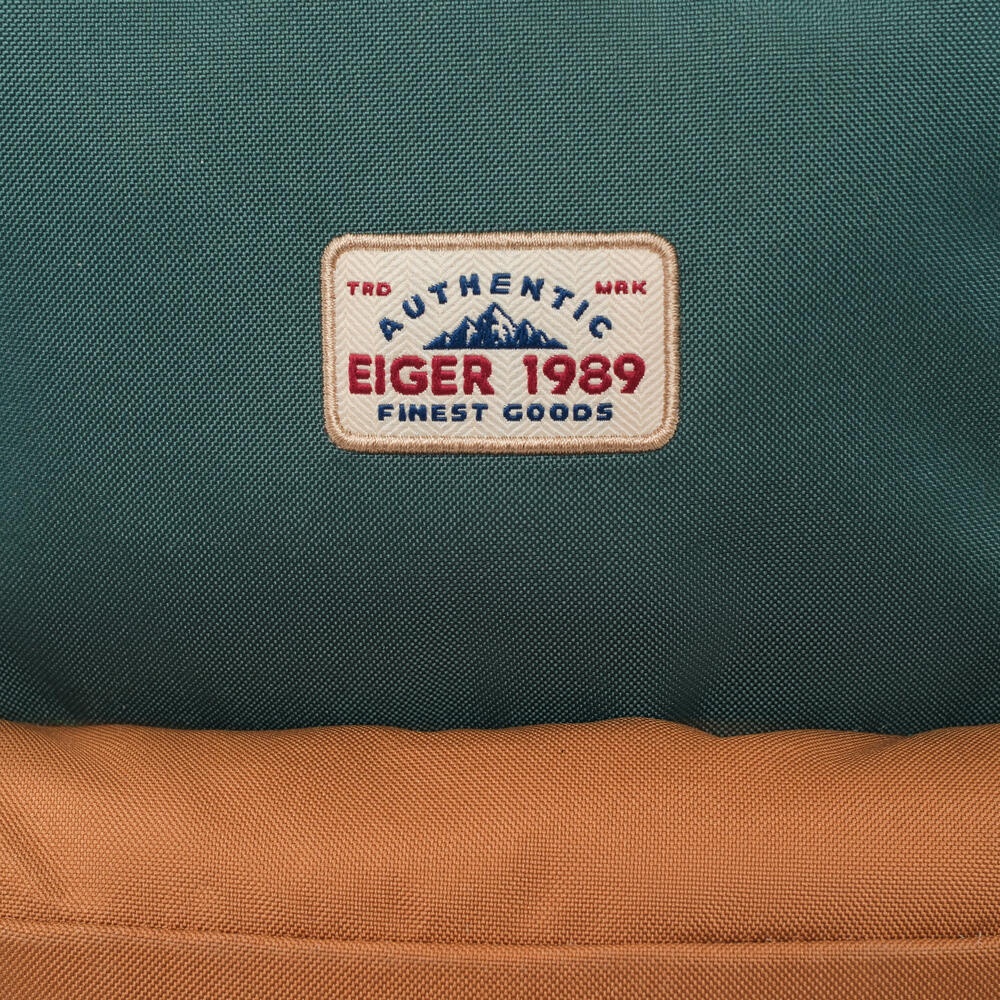 AUTHENTIC
TRD MRK
EIGER 1989
FINEST GOODS